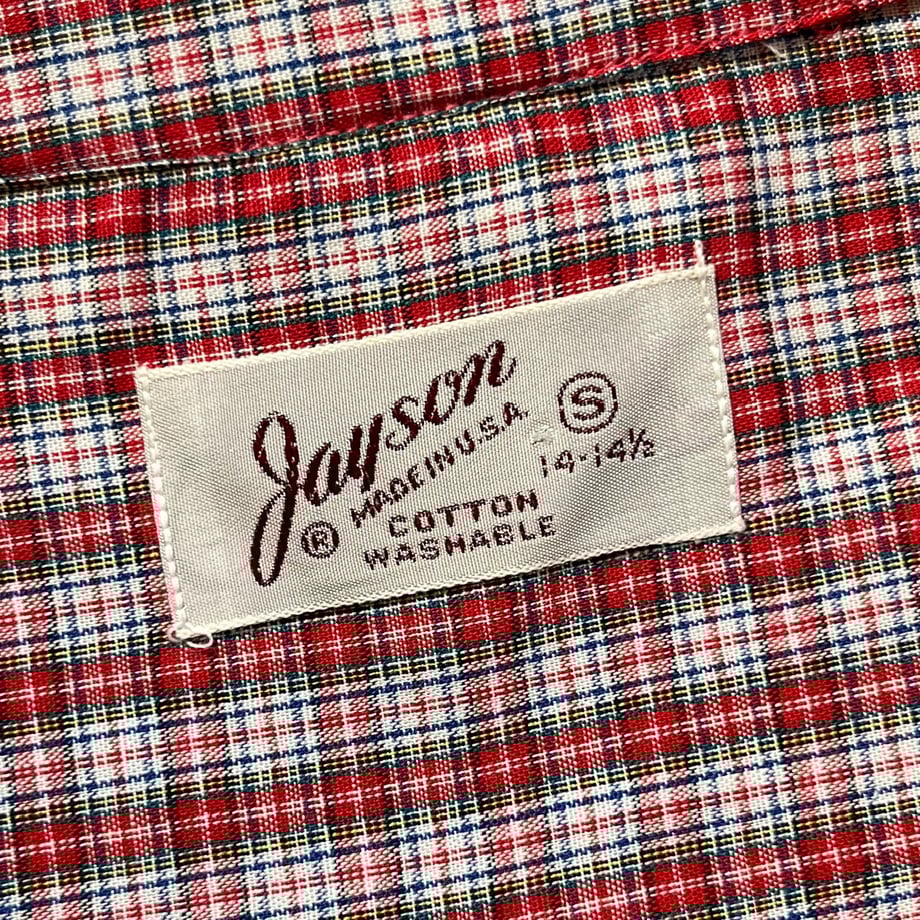 Jayson
® MADE IN U.S.A.
COTTON
WASHABLE
S
14-14½